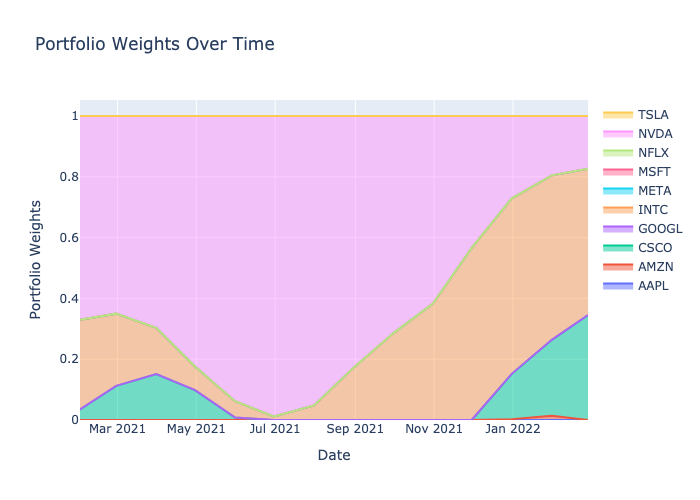 Portfolio Weights Over Time
Portfolio Weights
1
0.8
0.6
0.4
0.2
0
Mar 2021
May 2021
Jul 2021
Sep 2021
Nov 2021
Jan 2022
Date
TSLA
NVDA
NFLX
MSFT
META
INTC
GOOGL
CSCO
AMZN
AAPL